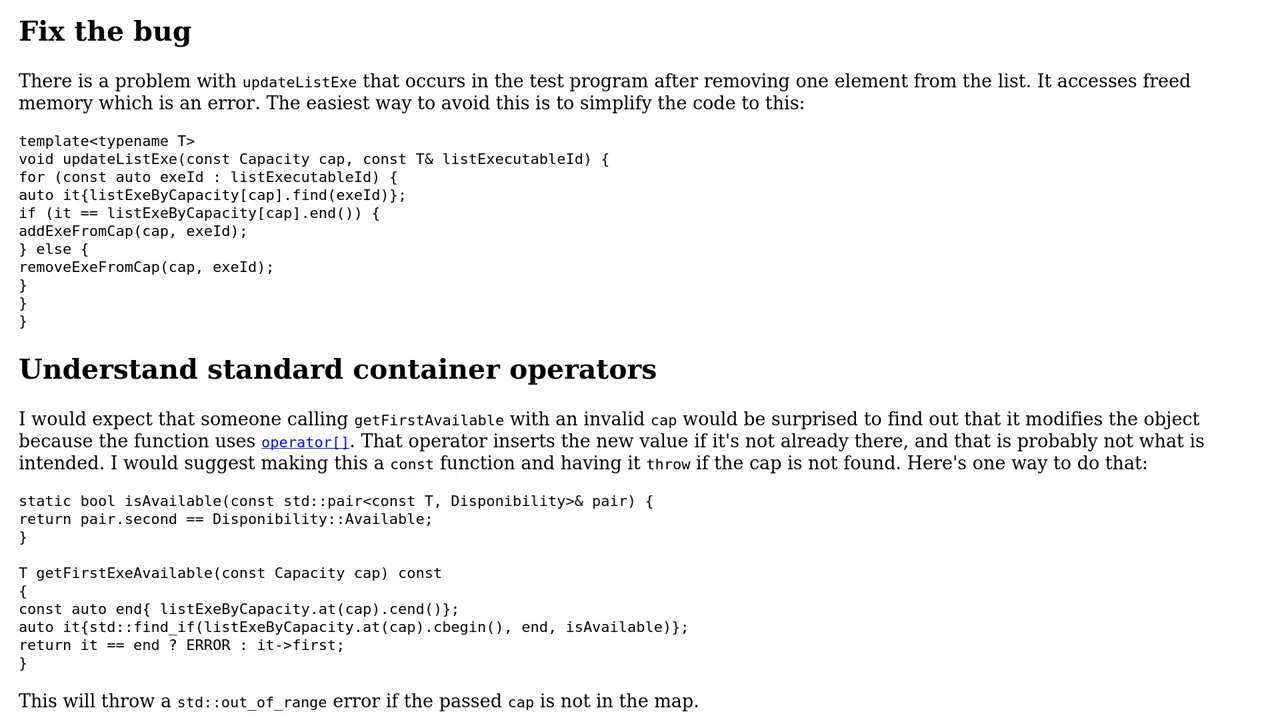 Fix the bug
There is a problem with updateListExe that occurs in the test program after removing one element from the list. It accesses freed
memory which is an error. The easiest way to avoid this is to simplify the code to this:
template<typename T>
void updateListExe(const Capacity cap, const T& listExecutableId) {
for (const auto exeId : listExecutableId) {
auto it{listExeByCapacity[cap].find(exeId)};
if (it == listExeByCapacity[cap].end()) {
addExeFromCap(cap, exeId);
} else {
removeExeFromCap(cap, exeId);
}
}
}
Understand standard container operators
I would expect that someone calling getFirstAvailable with an invalid cap would be surprised to find out that it modifies the object
because the function uses operator[]. That operator inserts the new value if it's not already there, and that is probably not what is
intended. I would suggest making this a const function and having it throw if the cap is not found. Here's one way to do that:
static bool isAvailable(const std::pair<const T, Disponibility>& pair) {
return pair.second == Disponibility::Available;
}
T getFirstExeAvailable(const Capacity cap) const
{
const auto end{ listExeByCapacity.at(cap).cend()};
auto it{std::find_if(listExeByCapacity.at(cap).cbegin(), end, isAvailable)};
return it == end ? ERROR : it->first;
}
This will throw a std::out_of_range error if the passed cap is not in the map.